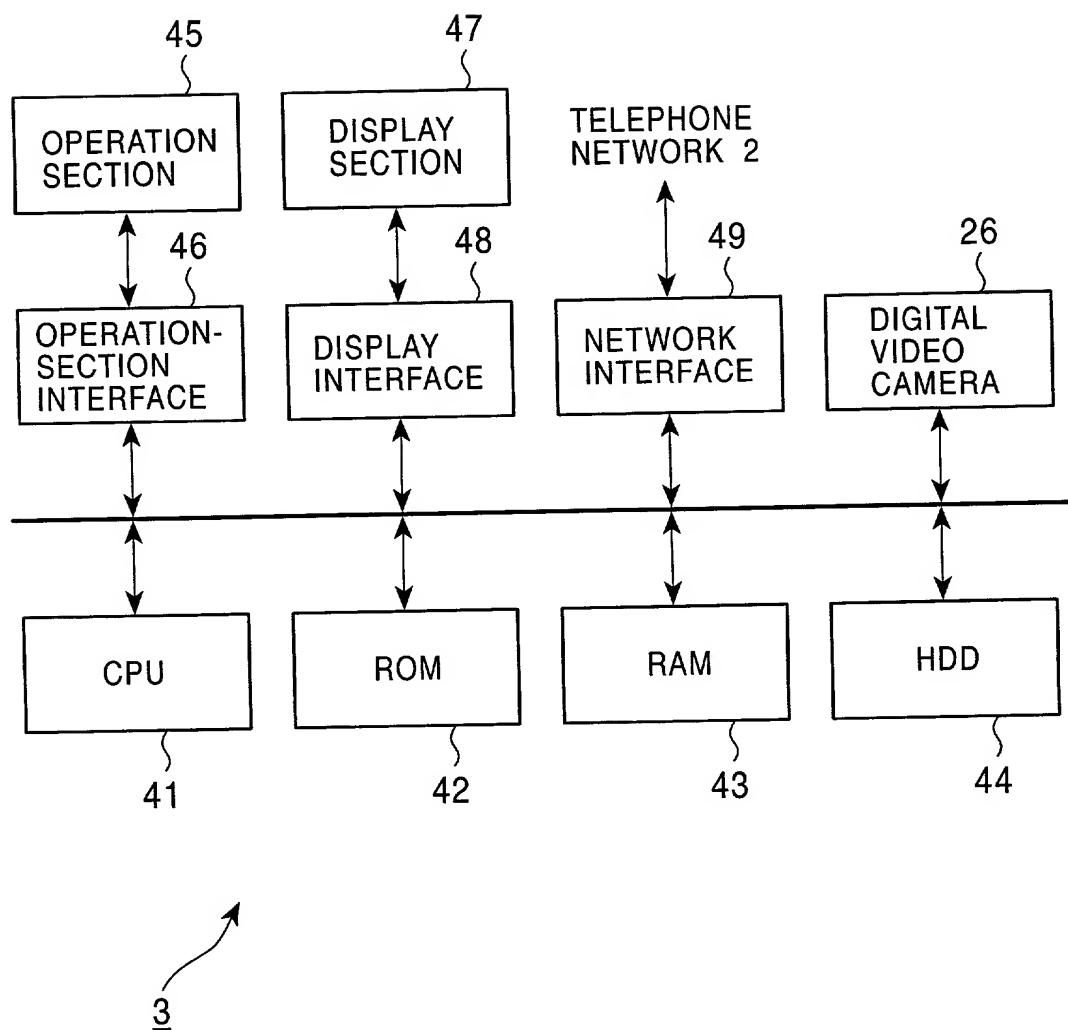 45
47
OPERATION
SECTION
DISPLAY
SECTION
TELEPHONE
NETWORK 2
46
48
49
26
OPERATION-
SECTION
INTERFACE
DISPLAY
INTERFACE
NETWORK
INTERFACE
DIGITAL
VIDEO
CAMERA
CPU
ROM
RAM
HDD
41
42
43
44
3